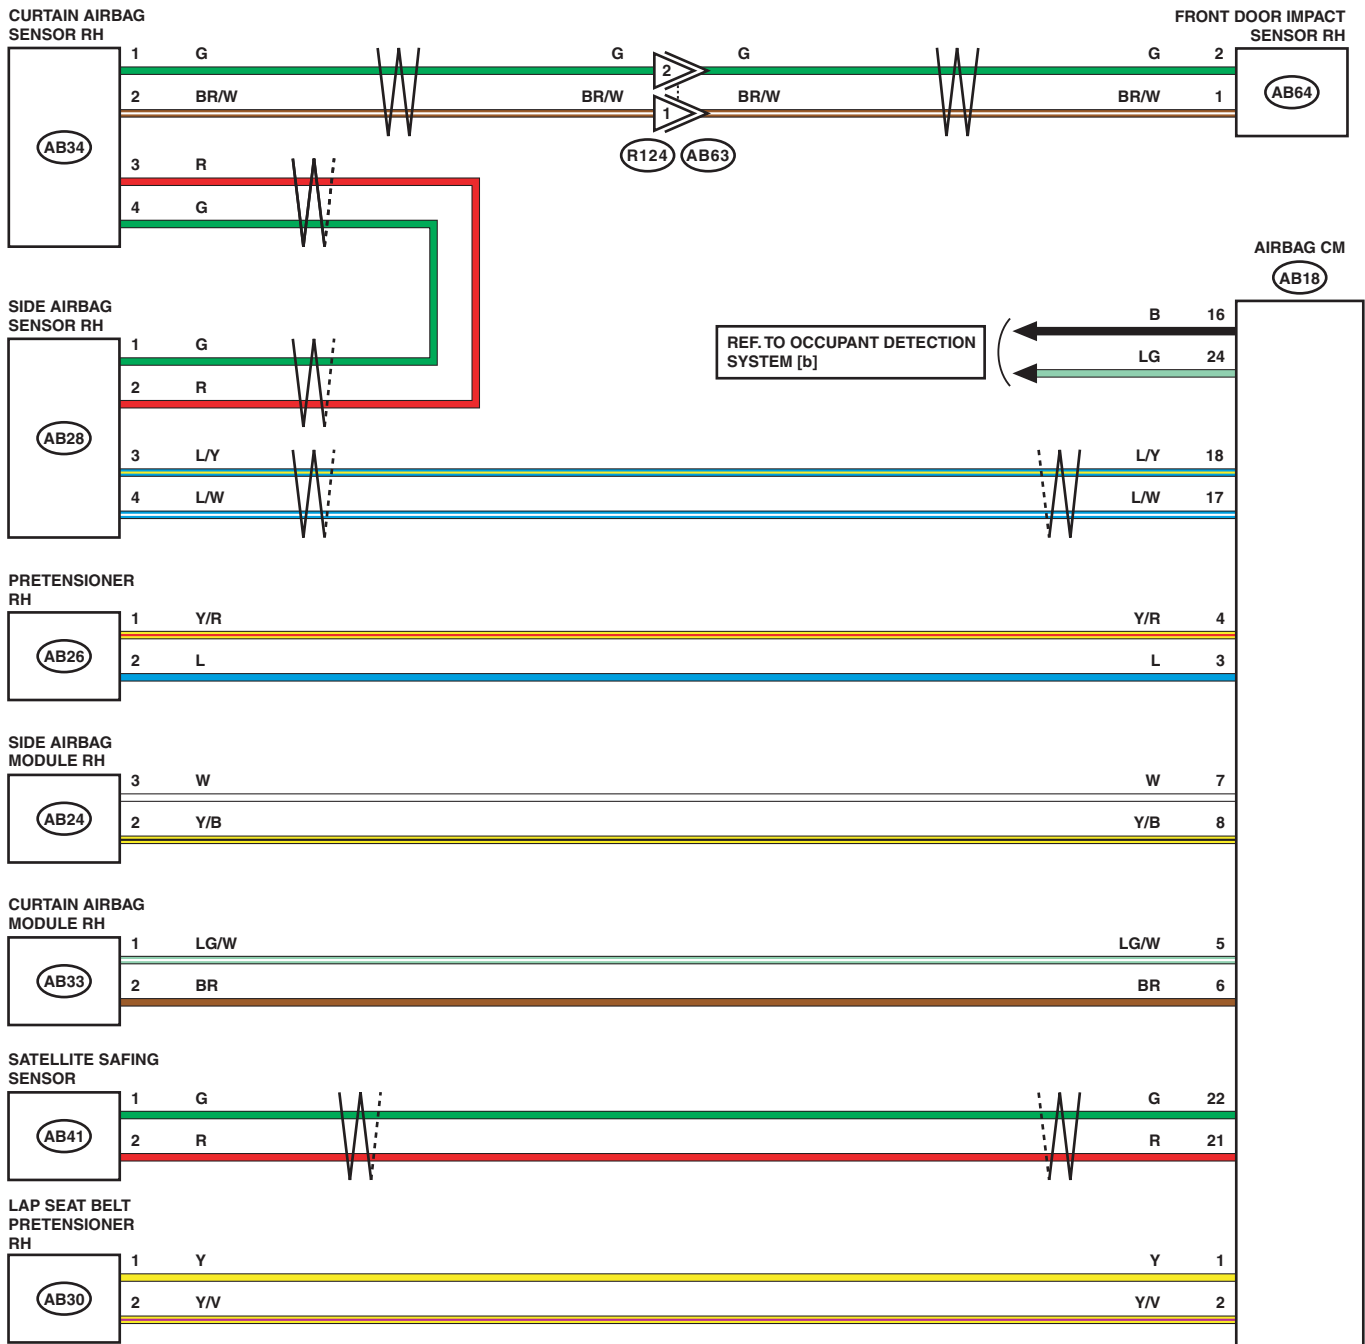 CURTAIN AIRBAG
SENSOR RH
FRONT DOOR IMPACT
SENSOR RH
1 G G G G 2
2
2 BR/W BR/W BR/W BR/W 1
1
AB34
AB64
R124 AB63
3 R
4 G
AIRBAG CM
AB18
SIDE AIRBAG
SENSOR RH
B 16
REF. TO OCCUPANT DETECTION
SYSTEM [b]
1 G
LG 24
2 R
AB28
3 L/Y L/Y 18
4 L/W L/W 17
PRETENSIONER
RH
1 Y/R Y/R 4
AB26
2 L L 3
SIDE AIRBAG
MODULE RH
3 W W 7
AB24
2 Y/B Y/B 8
CURTAIN AIRBAG
MODULE RH
1 LG/W LG/W 5
AB33
2 BR BR 6
SATELLITE SAFING
SENSOR
1 G G 22
AB41
2 R R 21
LAP SEAT BELT
PRETENSIONER
RH
1 Y Y 1
AB30
2 Y/V Y/V 2